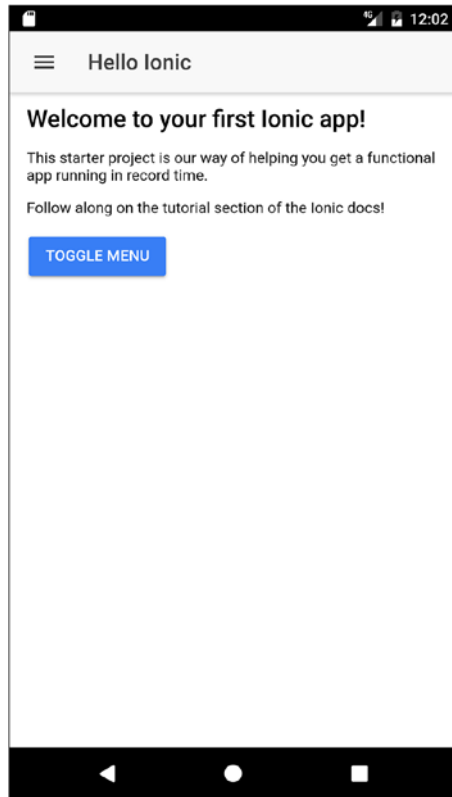 4G 12:02
Hello Ionic
Welcome to your first Ionic app!
This starter project is our way of helping you get a functional
app running in record time.
Follow along on the tutorial section of the Ionic docs!
TOGGLE MENU